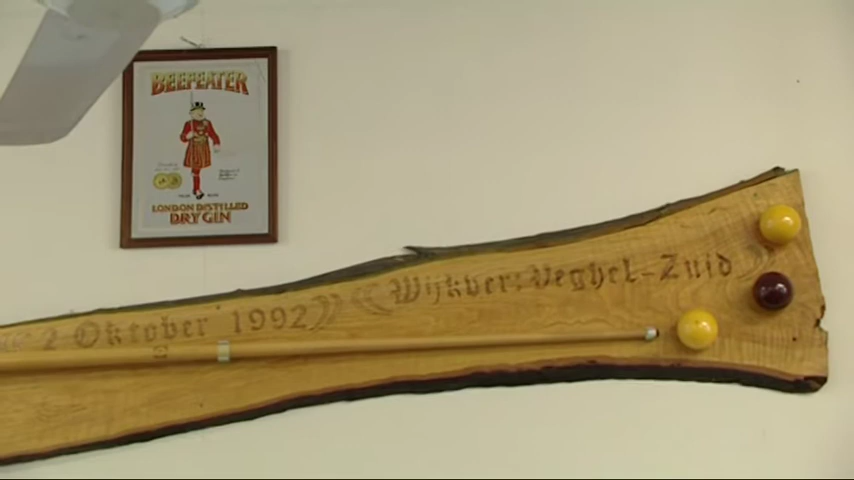 BEEFEATER
LONDON DISTILLED
DRY GIN
2 Oktober 1992 Wijkver: Veghel-Zuid